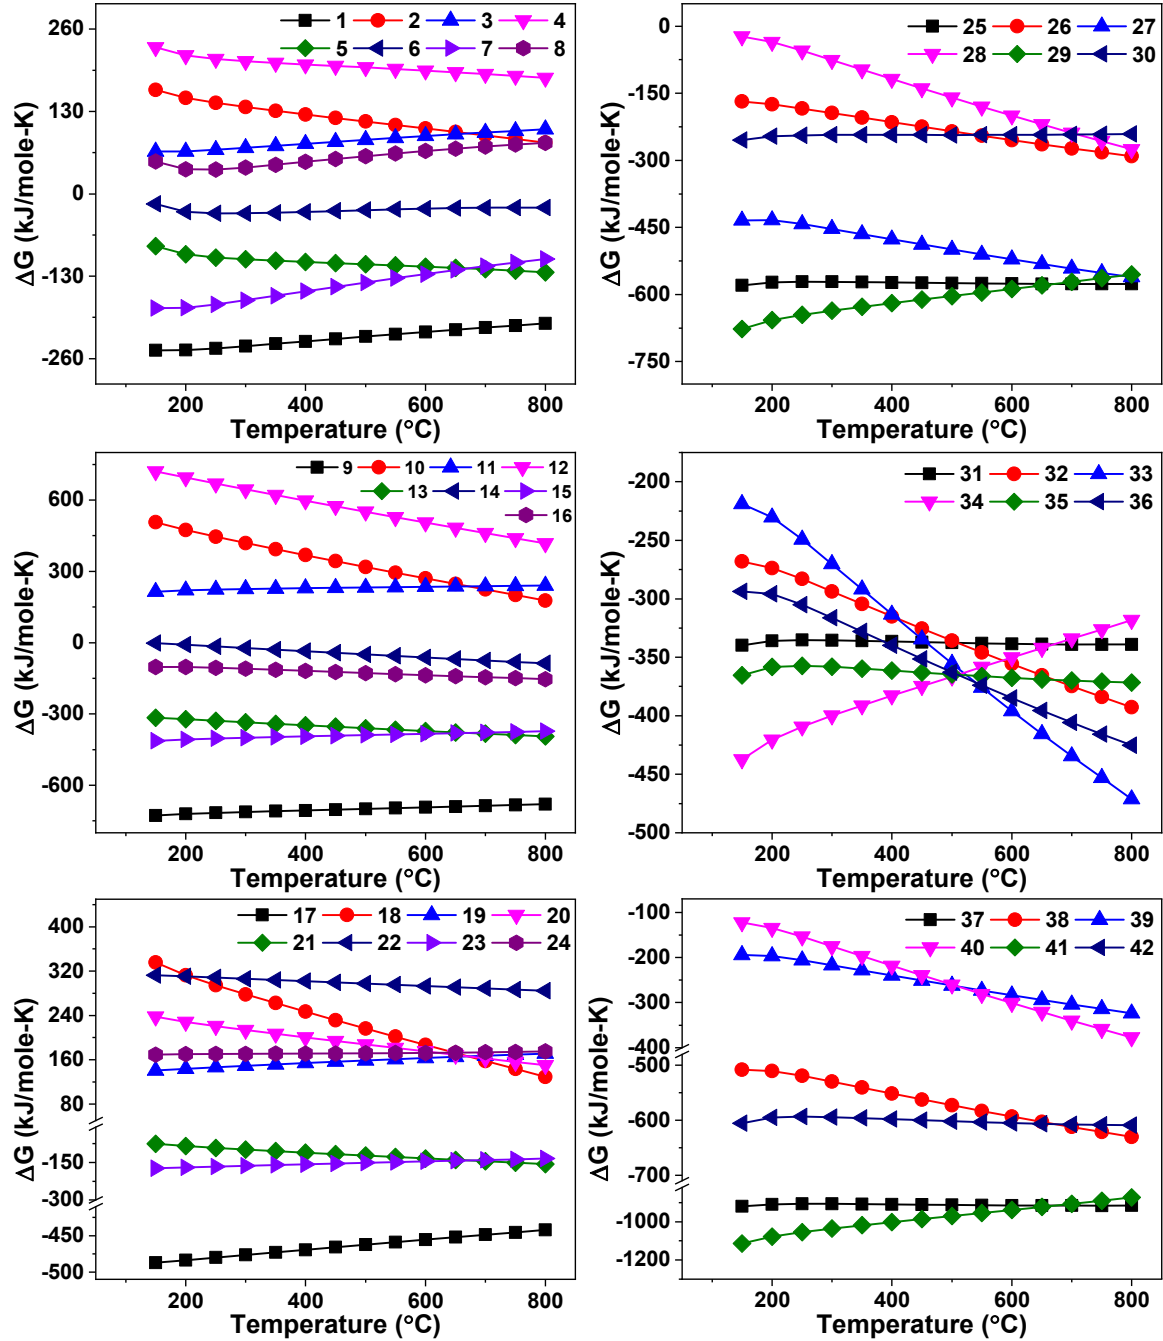 1 2 3 4
5 6 7 8
260
130
0
-130
-260
ΔG (kJ/mole-K)
200 400 600 800
Temperature (°C)
25 26 27
28 29 30
0
-150
-300
-450
-600
-750
ΔG (kJ/mole-K)
200 400 600 800
Temperature (°C)
9 10 11 12
13 14 15
16
600
300
0
-300
-600
ΔG (kJ/mole-K)
200 400 600 800
Temperature (°C)
31 32 33
34 35 36
-200
-250
-300
-350
-400
-450
-500
ΔG (kJ/mole-K)
200 400 600 800
Temperature (°C)
17 18 19 20
21 22 23 24
400
320
240
160
80
-150
-300
-450
-500
ΔG (kJ/mole-K)
200 400 600 800
Temperature (°C)
37 38 39
40 41 42
-100
-200
-300
-400
-500
-600
-700
-1000
-1200
ΔG (kJ/mole-K)
200 400 600 800
Temperature (°C)